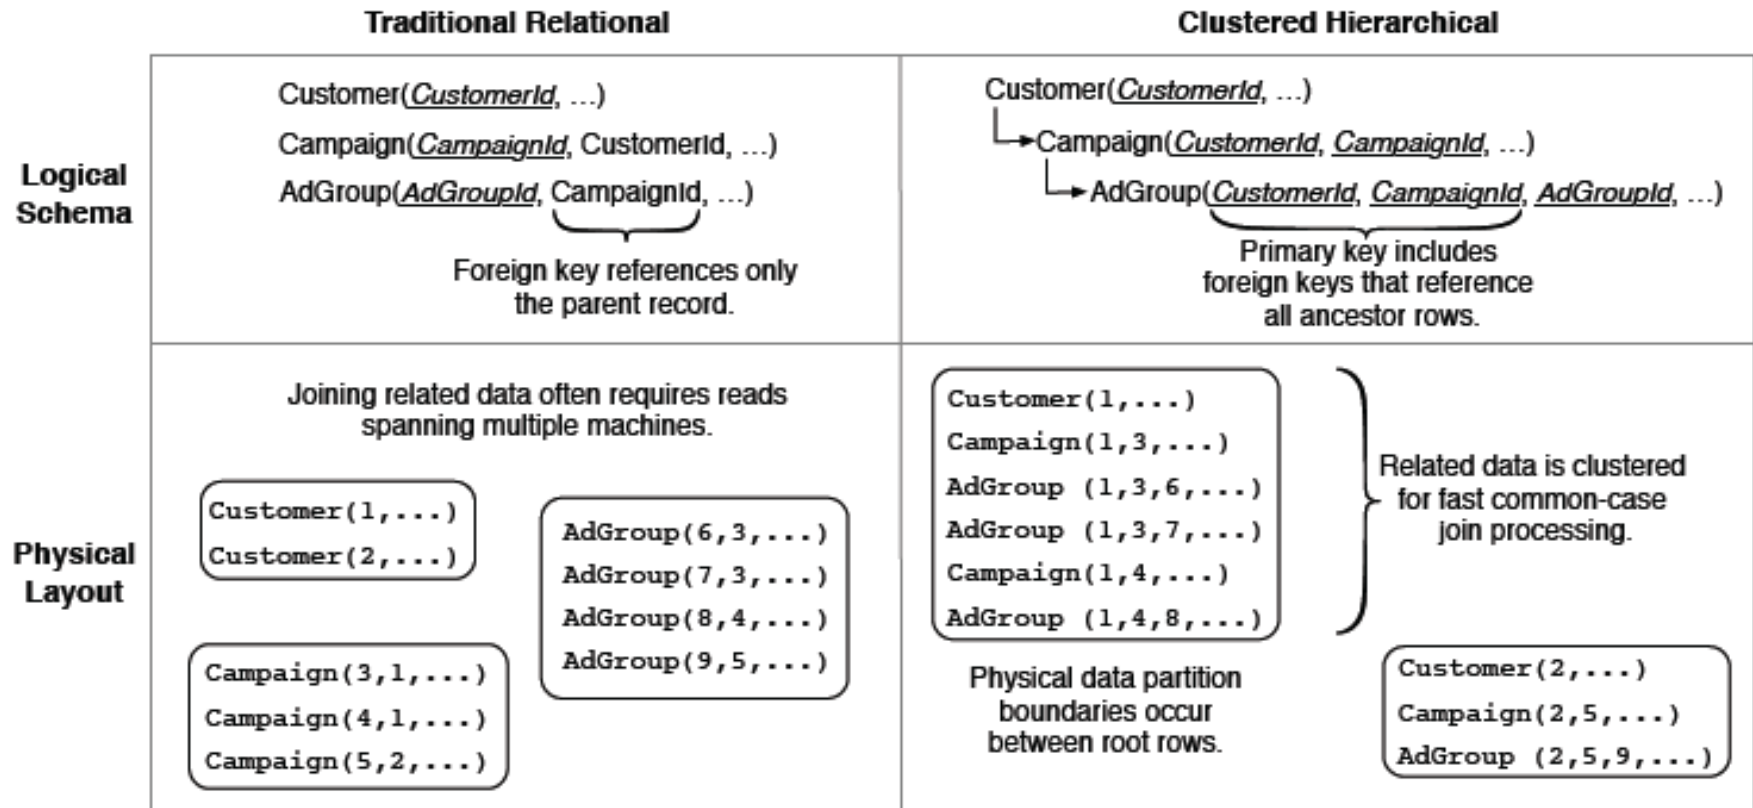 Traditional Relational
Clustered Hierarchical
Logical
Schema
Customer(CustomerId, ...)
Campaign(CampaignId, CustomerId, ...)
AdGroup(AdGroupId, CampaignId, ...)
Foreign key references only
the parent record.
Customer(CustomerId, ...)
Campaign(CustomerId, CampaignId, ...)
AdGroup(CustomerId, CampaignId, AdGroupId, ...)
Primary key includes
foreign keys that reference
all ancestor rows.
Physical
Layout
Joining related data often requires reads
spanning multiple machines.
Customer(1,...)
Customer(2,...)
AdGroup(6,3,...)
AdGroup(7,3,...)
AdGroup(8,4,...)
AdGroup(9,5,...)
Campaign(3,1,...)
Campaign(4,1,...)
Campaign(5,2,...)
Customer(1,...)
Campaign(1,3,...)
AdGroup (1,3,6,...)
AdGroup (1,3,7,...)
Campaign(1,4,...)
AdGroup (1,4,8,...)
Related data is clustered
for fast common-case
join processing.
Physical data partition
boundaries occur
between root rows.
Customer(2,...)
Campaign(2,5,...)
AdGroup (2,5,9,...)